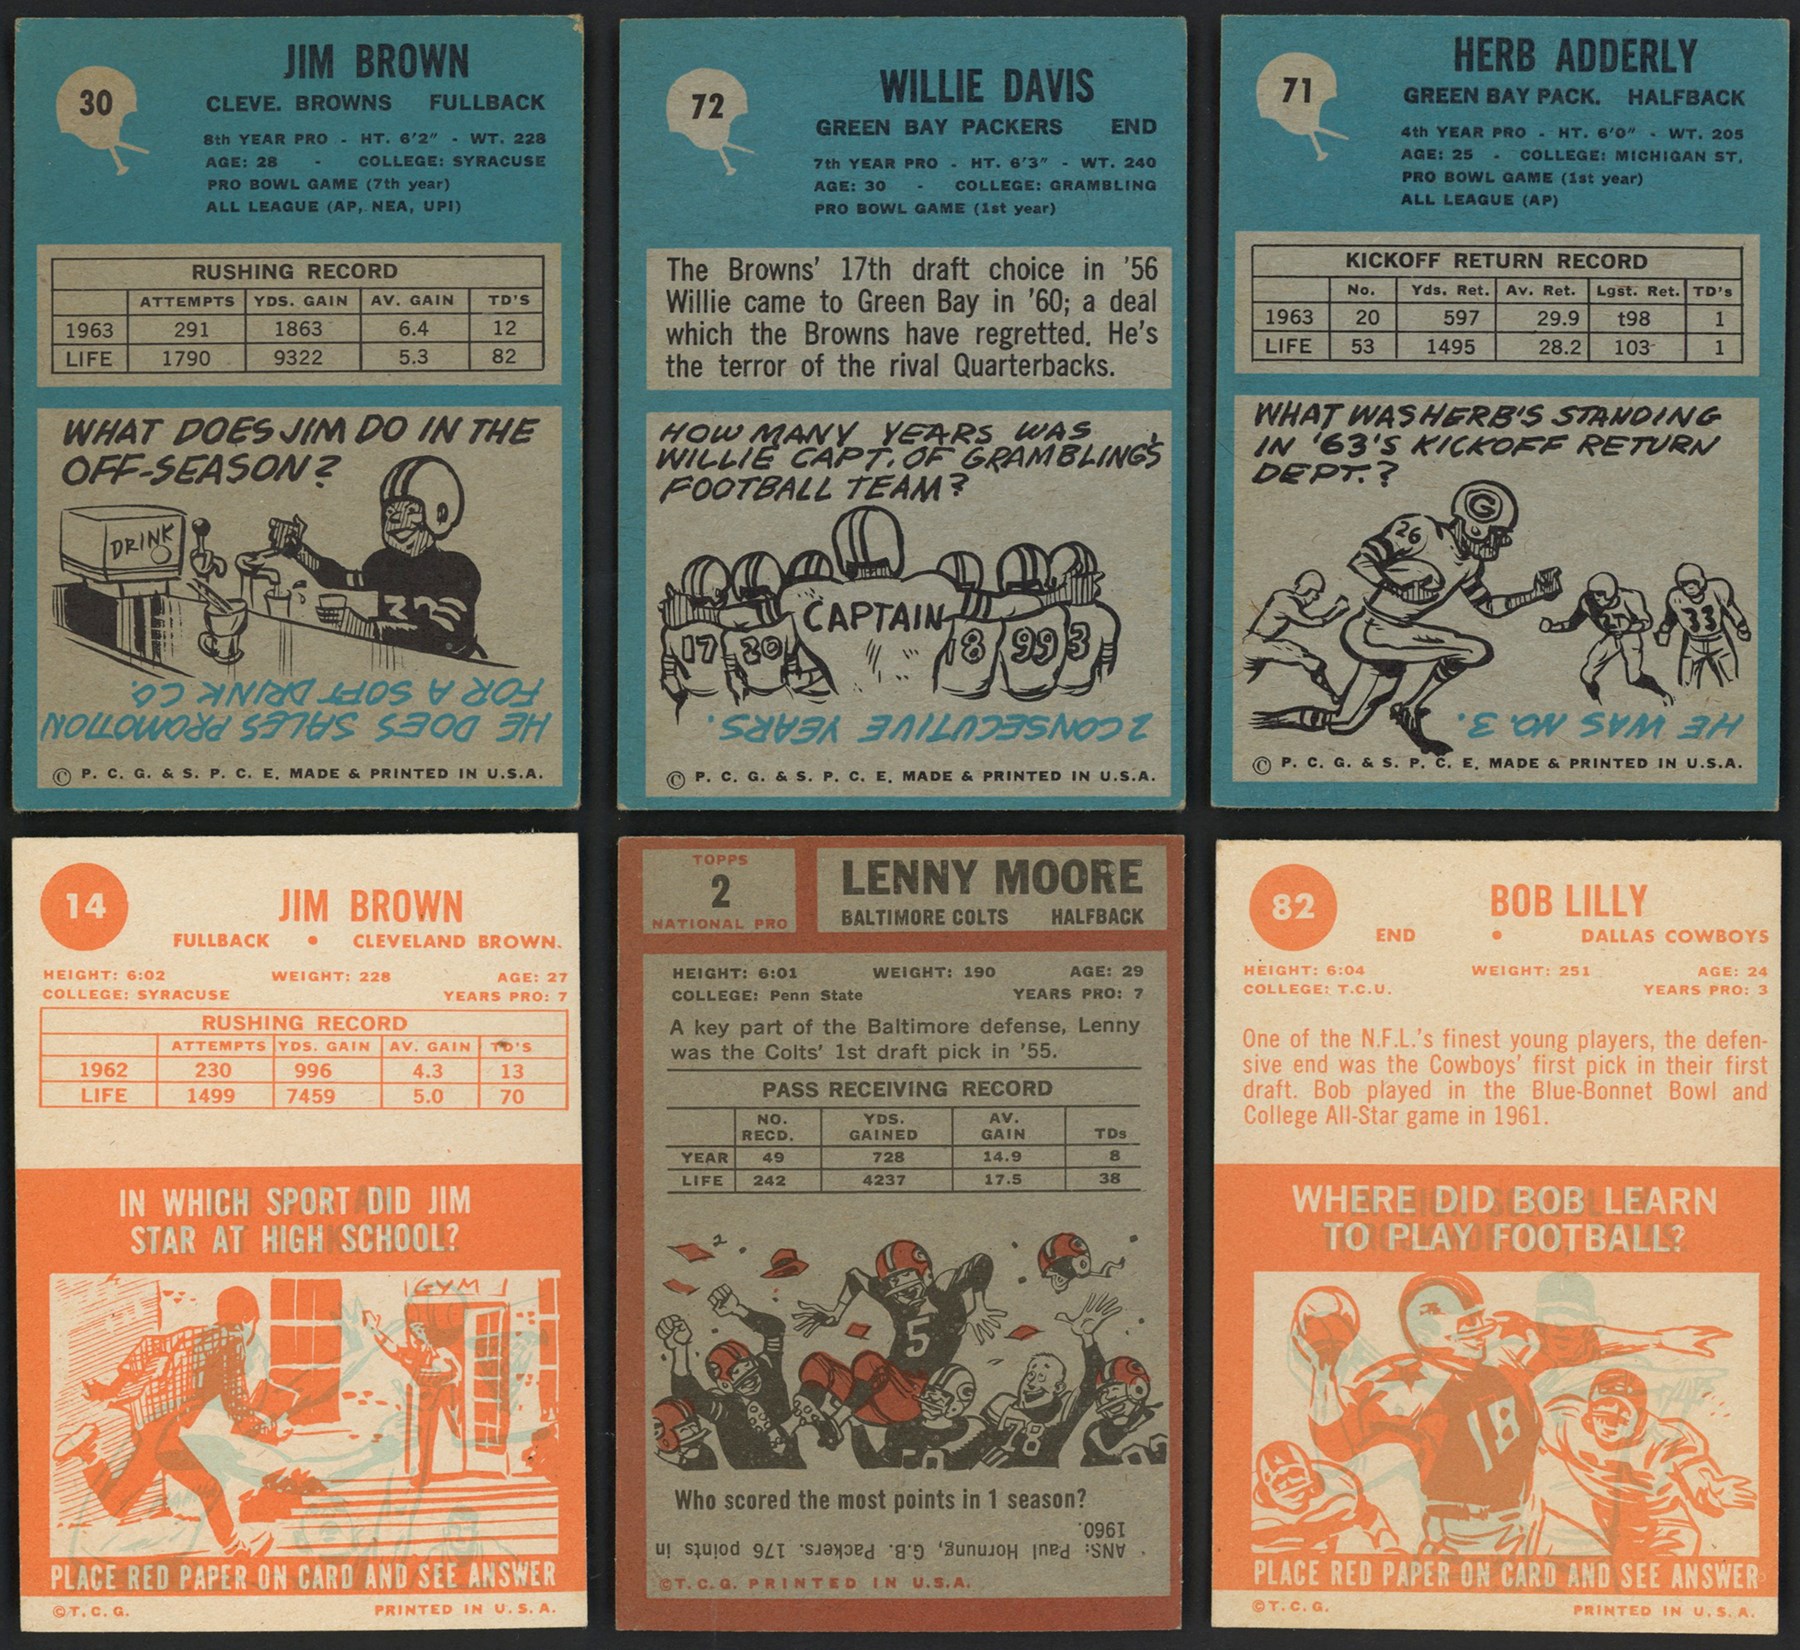 30
JIM BROWN
CLEVE. BROWNS FULLBACK
8th YEAR PRO - HT. 6'2" - WT. 228
AGE: 28 - COLLEGE: SYRACUSE
PRO BOWL GAME (7th year)
ALL LEAGUE (AP, NEA, UPI)
RUSHING RECORD
ATTEMPTS YDS. GAIN AV. GAIN TD'S
1963 291 1863 6.4 12
LIFE 1790 9322 5.3 82
WHAT DOES JIM DO IN THE
OFF-SEASON?
DRINK
HE DOES SALES PROMOTION
FOR A SOFT DRINK CO.
© P. C. G. & S. P. C. E. MADE & PRINTED IN U.S.A.
72
WILLIE DAVIS
GREEN BAY PACKERS END
7th YEAR PRO - HT. 6'3" - WT. 240
AGE: 30 - COLLEGE: GRAMBLING
PRO BOWL GAME (1st year)
The Browns' 17th draft choice in '56
Willie came to Green Bay in '60; a deal
which the Browns have regretted. He's
the terror of the rival Quarterbacks.
HOW MANY YEARS WAS
WILLIE CAPT. OF GRAMBLING'S
FOOTBALL TEAM?
CAPTAIN
17 20 18 99 3
2 CONSECUTIVE YEARS.
© P. C. G. & S. P. C. E. MADE & PRINTED IN U.S.A.
71
HERB ADDERLY
GREEN BAY PACK. HALFBACK
4th YEAR PRO - HT. 6'0" - WT. 205
AGE: 25 - COLLEGE: MICHIGAN ST.
PRO BOWL GAME (1st year)
ALL LEAGUE (AP)
KICKOFF RETURN RECORD
No. Yds. Ret. Av. Ret. Lgst. Ret. TD's
1963 20 597 29.9 t98 1
LIFE 53 1495 28.2 103 1
WHAT WAS HERB'S STANDING
IN '63'S KICKOFF RETURN
DEPT.?
G
26
33
HE WAS NO. 3.
© P. C. G. & S. P. C. E. MADE & PRINTED IN U.S.A.
14
JIM BROWN
FULLBACK • CLEVELAND BROWN.
HEIGHT: 6:02 WEIGHT: 228 AGE: 27
COLLEGE: SYRACUSE YEARS PRO: 7
RUSHING RECORD
ATTEMPTS YDS. GAIN AV. GAIN TD'S
1962 230 996 4.3 13
LIFE 1499 7459 5.0 70
IN WHICH SPORT DID JIM
STAR AT HIGH SCHOOL?
GYM
PLACE RED PAPER ON CARD AND SEE ANSWER
©T. C. G. PRINTED IN U. S. A.
TOPPS
2
NATIONAL PRO
LENNY MOORE
BALTIMORE COLTS HALFBACK
HEIGHT: 6:01 WEIGHT: 190 AGE: 29
COLLEGE: Penn State YEARS PRO: 7
A key part of the Baltimore defense, Lenny
was the Colts' 1st draft pick in '55.
PASS RECEIVING RECORD
NO. RECD. YDS. GAINED AV. GAIN TDs
YEAR 49 728 14.9 8
LIFE 242 4237 17.5 38
5
78
Who scored the most points in 1 season?
ANS: Paul Hornung, G.B. Packers. 176 points in
1960.
©T. C. G. PRINTED IN U.S.A.
82
BOB LILLY
END • DALLAS COWBOYS
HEIGHT: 6:04 WEIGHT: 251 AGE: 24
COLLEGE: T.C.U. YEARS PRO: 3
One of the N.F.L.'s finest young players, the defen-
sive end was the Cowboys' first pick in their first
draft. Bob played in the Blue-Bonnet Bowl and
College All-Star game in 1961.
WHERE DID BOB LEARN
TO PLAY FOOTBALL?
18
PLACE RED PAPER ON CARD AND SEE ANSWER
©T. C. G. PRINTED IN U. S. A.